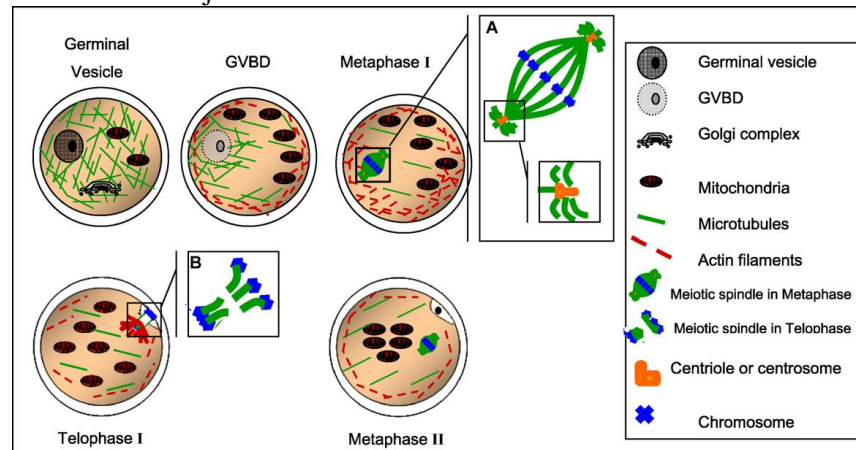 Germinal
Vesicle
GVBD
Metaphase I
A
Telophase I
B
Metaphase II
Germinal vesicle
GVBD
Golgi complex
Mitochondria
Microtubules
Actin filaments
Meiotic spindle in Metaphase
Meiotic spindle in Telophase
Centriole or centrosome
Chromosome